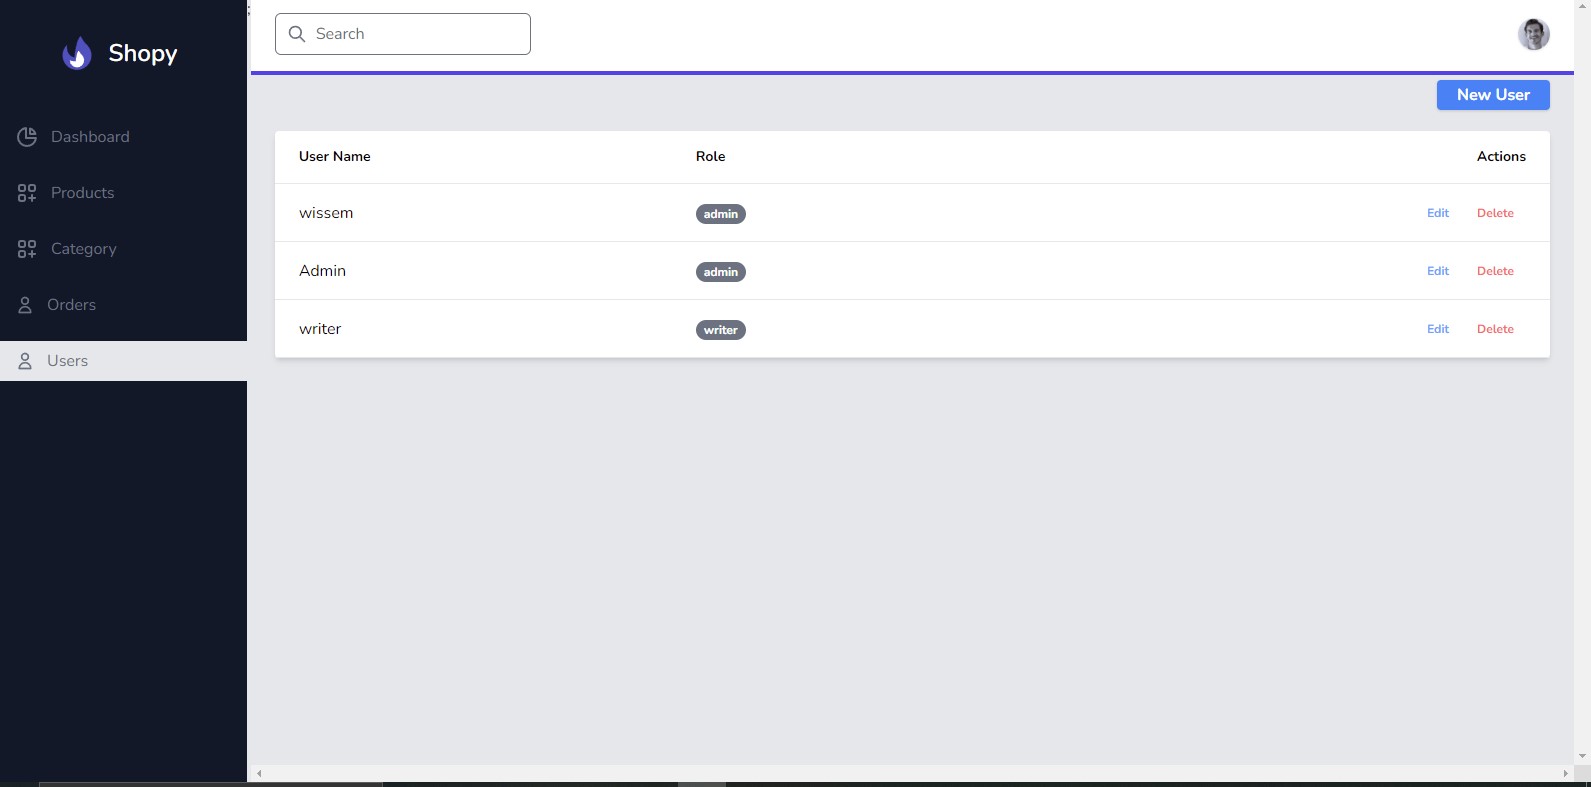 Shopy
Dashboard
Products
Category
Orders
Users
;
Search
New User
User Name Role Actions
wissem admin Edit Delete
Admin admin Edit Delete
writer writer Edit Delete